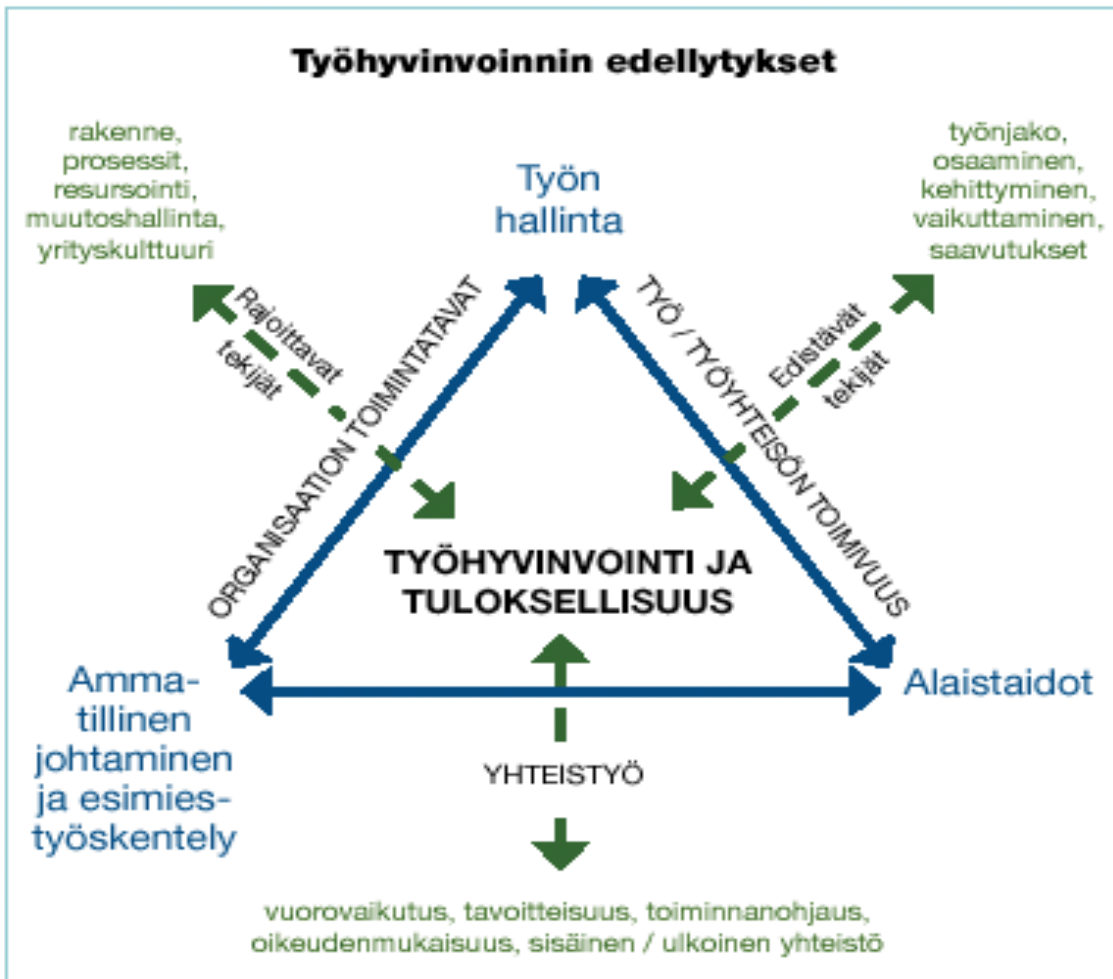 Työhyvinvoinnin edellytykset
rakenne,
prosessit,
resursointi,
muutoshallinta,
yrityskulttuuri
Työn
hallinta
työnjako,
osaaminen,
kehittyminen,
vaikuttaminen,
saavutukset
Rajoittavat
tekijät
ORGANISAATION TOIMINTATAVAT
TYÖ / TYÖYHTEISÖN TOIMIVUUS
Edistävät
tekijät
TYÖHYVINVOINTI JA
TULOKSELLISUUS
Amma-
tillinen
johtaminen
ja esimies-
työskentely
Alaistaidot
YHTEISTYÖ
vuorovaikutus, tavoitteisuus, toiminnanohjaus,
oikeudenmukaisuus, sisäinen / ulkoinen yhteistö